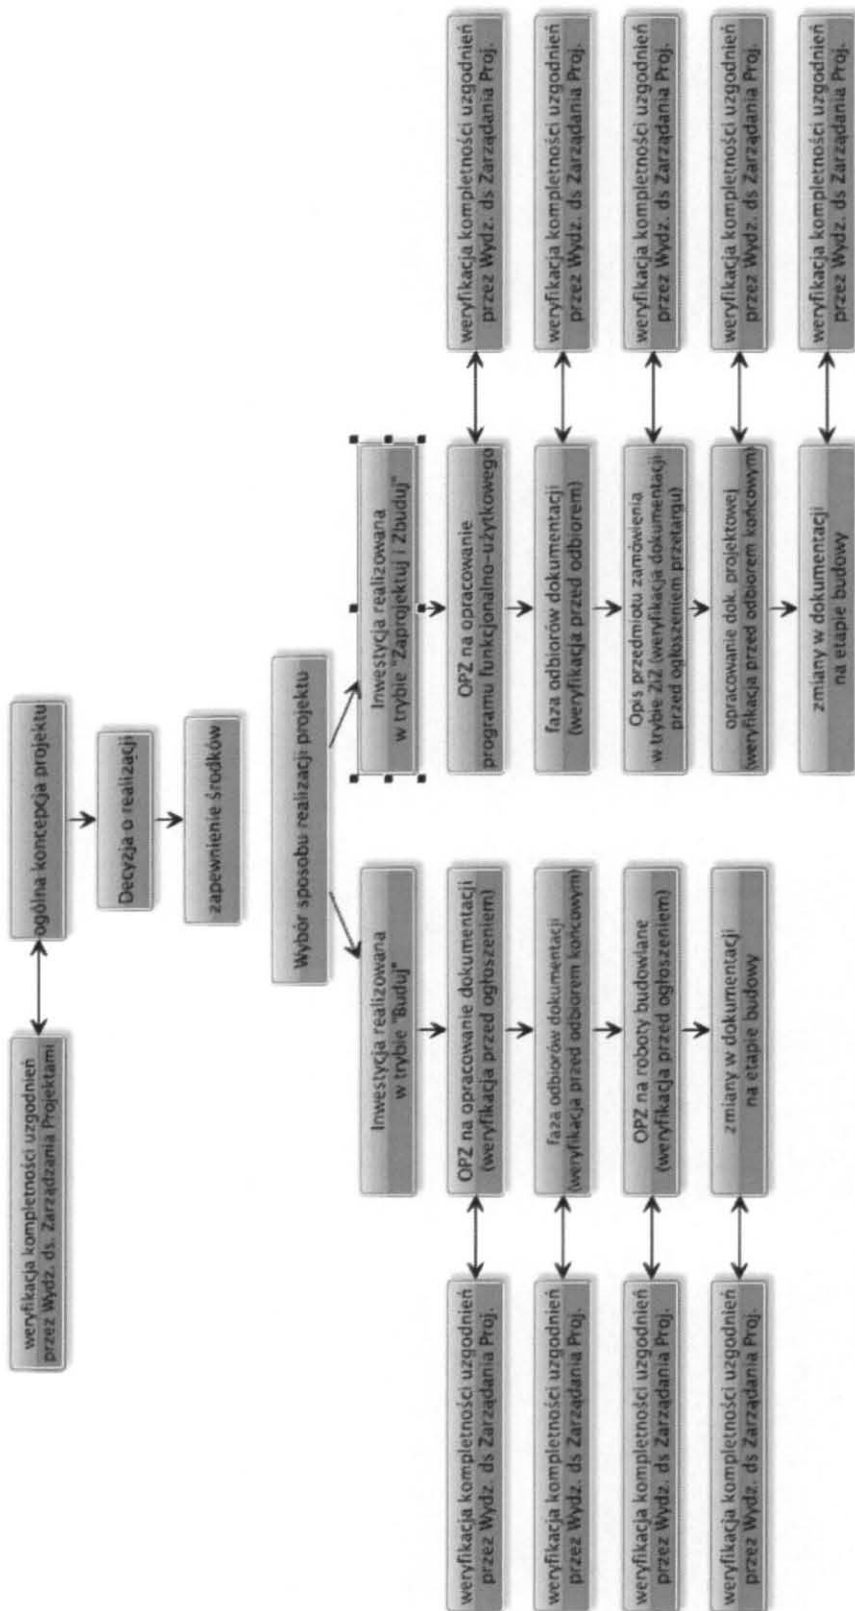 weryfikacja kompletności uzgodnień
przez Wydz. ds. Zarządzania Projektami
ogólna koncepcja projektu
Decyzja o realizacji
zapewnienie środków
Wybór sposobu realizacji projektu
Inwestycja realizowana
w trybie "Buduj"
Inwestycja realizowana
w trybie "Zaprojektuj i Zbuduj"
weryfikacja kompletności uzgodnień
przez Wydz. ds Zarządania Proj.
OPZ na opracowanie dokumentacji
(weryfikacja przed ogłoszeniem)
OPZ na opracowanie
programu funkcjonalno-użytkowego
weryfikacja kompletności uzgodnień
przez Wydz. ds Zarządania Proj.
weryfikacja kompletności uzgodnień
przez Wydz. ds Zarządania Proj.
faza odbiorów dokumentacji
(weryfikacja przed odbiorem końcowym)
faza odbiorów dokumentacji
(weryfikacja przed odbiorem)
weryfikacja kompletności uzgodnień
przez Wydz. ds Zarządania Proj.
weryfikacja kompletności uzgodnień
przez Wydz. ds Zarządania Proj.
OPZ na roboty budowlane
(weryfikacja przed ogłoszeniem)
Opis przedmiotu zamówienia
w trybie ZiZ (weryfikacja dokumentacji
przed ogłoszeniem przetargu)
weryfikacja kompletności uzgodnień
przez Wydz. ds Zarządania Proj.
weryfikacja kompletności uzgodnień
przez Wydz. ds Zarządania Proj.
zmiany w dokumentacji
na etapie budowy
opracowanie dok. projektowej
(weryfikacja przed odbiorem końcowym)
weryfikacja kompletności uzgodnień
przez Wydz. ds Zarządania Proj.
zmiany w dokumentacji
na etapie budowy
weryfikacja kompletności uzgodnień
przez Wydz. ds Zarządania Proj.